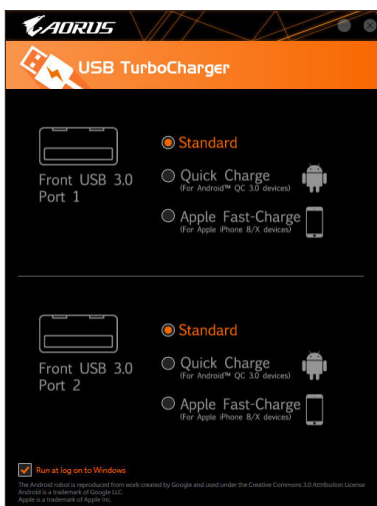 AORUS
USB TurboCharger
Front USB 3.0
Port 1
Standard
Quick Charge
(For Android™ QC 3.0 devices)
Apple Fast-Charge
(For Apple iPhone 8/X devices)
Front USB 3.0
Port 2
Standard
Quick Charge
(For Android™ QC 3.0 devices)
Apple Fast-Charge
(For Apple iPhone 8/X devices)
Run at log on to Windows
The Android robot is reproduced from work created by Google and used under the Creative Commons 3.0 Attribution License
Android is a trademark of Google LLC.
Apple is a trademark of Apple Inc.